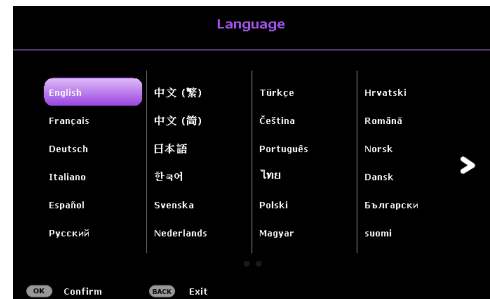 Language
English
Français
Deutsch
Italiano
Español
Русский
中文 (繁)
中文 (简)
日本語
한국어
Svenska
Nederlands
Türkçe
Čeština
Português
ไทย
Polski
Magyar
Hrvatski
Română
Norsk
Dansk
Български
suomi
OK Confirm
BACK Exit